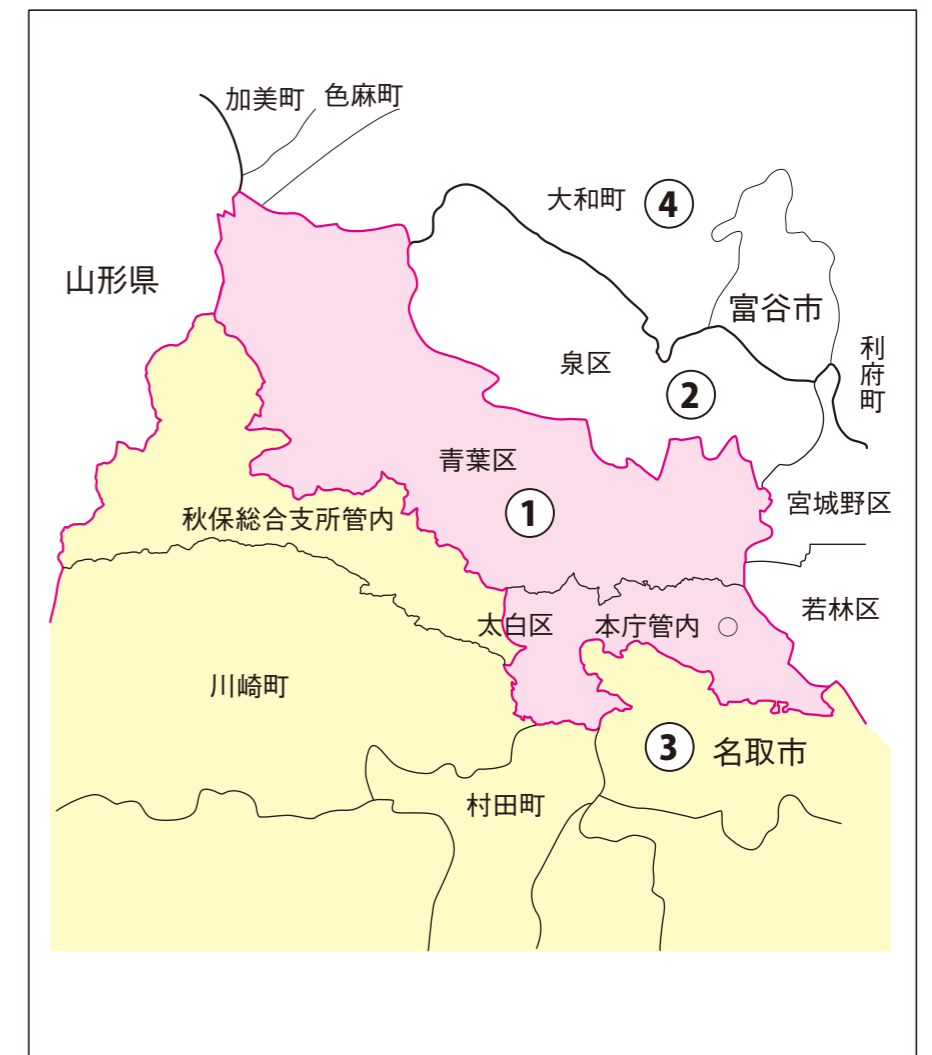 加美町
色麻町
大和町
④
山形県
富谷市
利府町
泉区
②
青葉区
宮城野区
①
秋保総合支所管内
若林区
太白区
本庁管内
川崎町
③
名取市
村田町